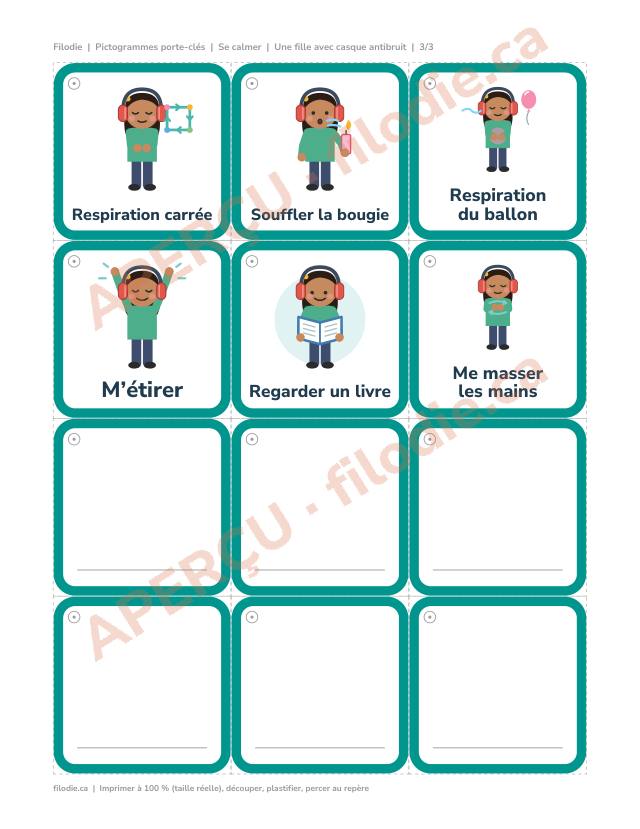 Filodie | Pictogrammes porte-clés | Se calmer | Une fille avec casque antibruit | 3/3
Respiration carrée
Souffler la bougie
Respiration
du ballon
M’étirer
Regarder un livre
Me masser
les mains
APERÇU · filodie.ca
APERÇU · filodie.ca
filodie.ca | Imprimer à 100 % (taille réelle), découper, plastifier, percer au repère